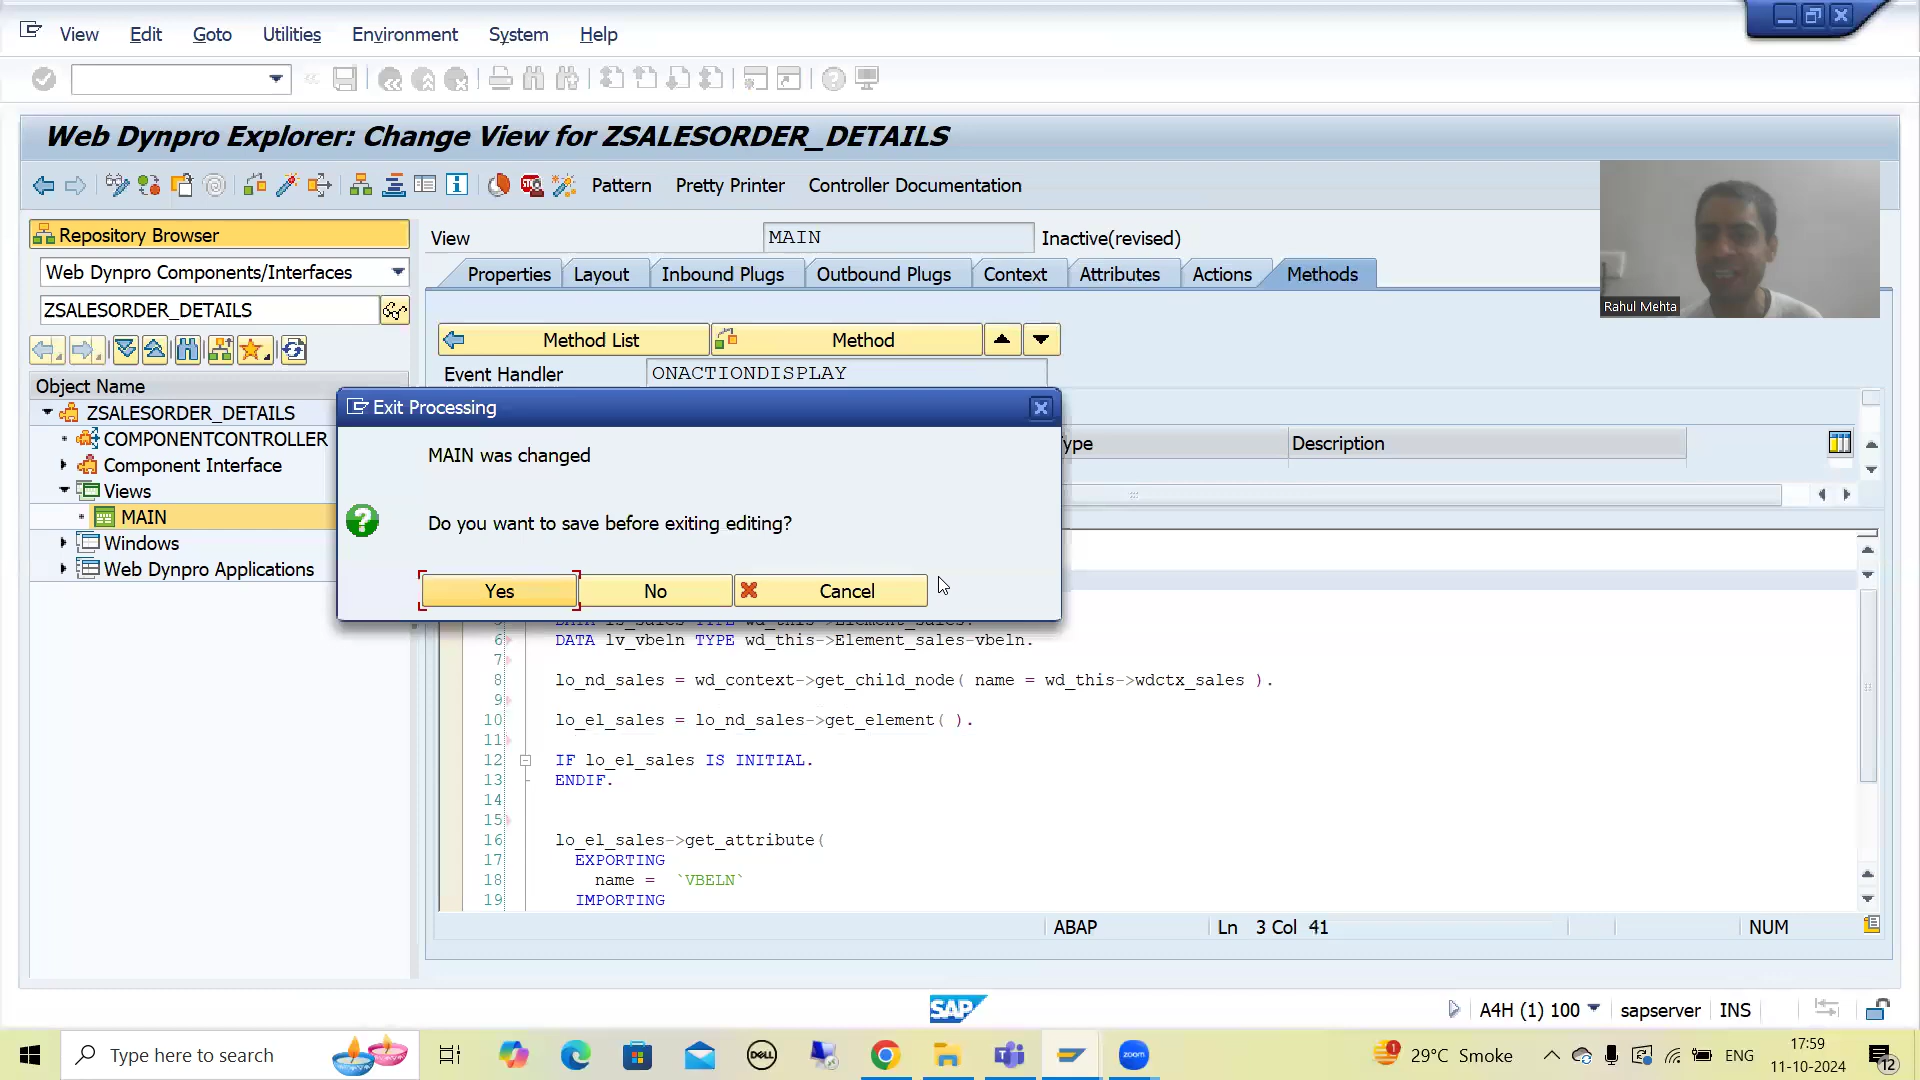 View Edit Goto Utilities Environment System Help
Web Dynpro Explorer: Change View for ZSALESORDER_DETAILS
Pattern Pretty Printer Controller Documentation
Repository Browser
Web Dynpro Components/Interfaces
ZSALESORDER_DETAILS
Object Name
ZSALESORDER_DETAILS
COMPONENTCONTROLLER
Component Interface
Views
MAIN
Windows
Web Dynpro Applications
View MAIN Inactive(revised)
Properties Layout Inbound Plugs Outbound Plugs Context Attributes Actions Methods
Method List Method
Event Handler ONACTIONDISPLAY
Description
Exit Processing
MAIN was changed
Do you want to save before exiting editing?
Yes No Cancel
6 DATA lv_vbeln TYPE wd_this->Element_sales-vbeln.
7
8 lo_nd_sales = wd_context->get_child_node( name = wd_this->wdctx_sales ).
9
10 lo_el_sales = lo_nd_sales->get_element( ).
11
12 IF lo_el_sales IS INITIAL.
13 ENDIF.
14
15
16 lo_el_sales->get_attribute(
17 EXPORTING
18 name = `VBELN`
19 IMPORTING
ABAP Ln 3 Col 41 NUM
Rahul Mehta
SAP
A4H (1) 100 sapserver INS
Type here to search
DELL
zoom
1
29°C Smoke
ENG
17:59
11-10-2024
12